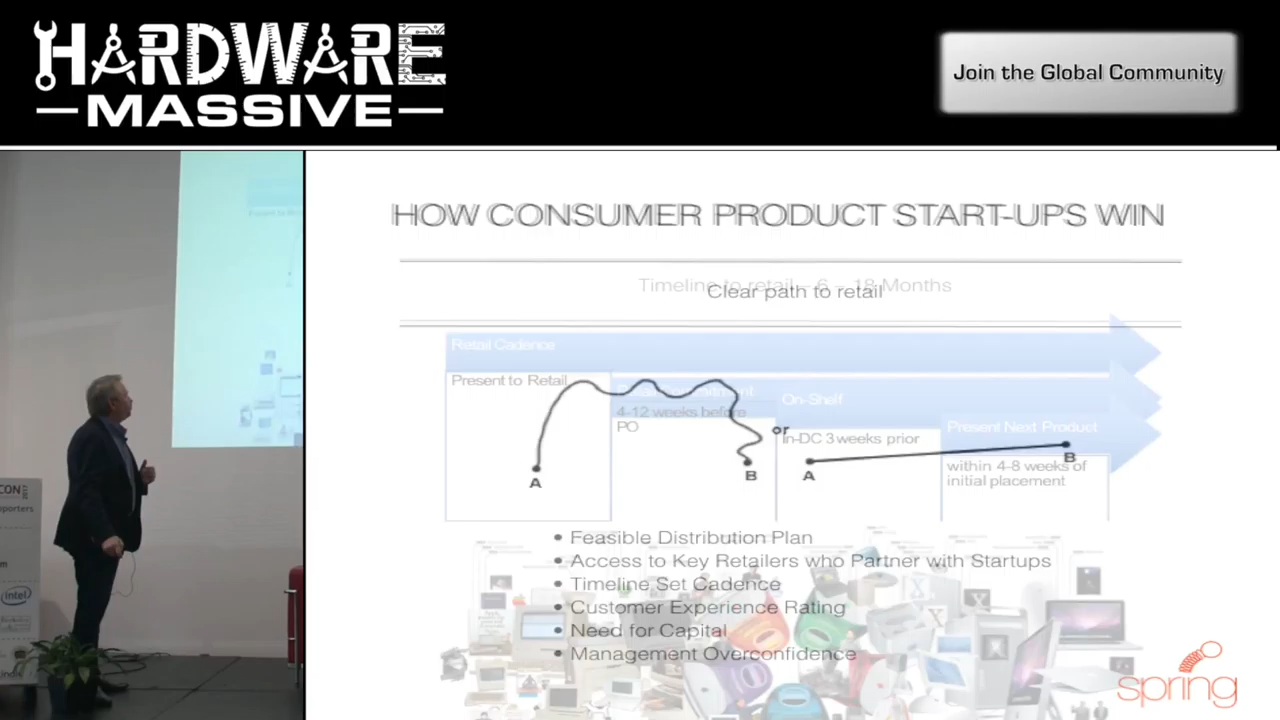 HARDWARE
MASSIVE
Join the Global Community
HOW CONSUMER PRODUCT START-UPS WIN
Timeline to retail – 6 – 18 Months
Clear path to retail
Retail Cadence
Present to Retail
4-12 weeks before
PO
On-Shelf
In-DC 3 weeks prior
Present Next Product
within 4-8 weeks of
initial placement
A
B
or
A
B
• Feasible Distribution Plan
• Access to Key Retailers who Partner with Startups
• Timeline Set Cadence
• Customer Experience Rating
• Need for Capital
• Management Overconfidence
spring
CON
2017
intel